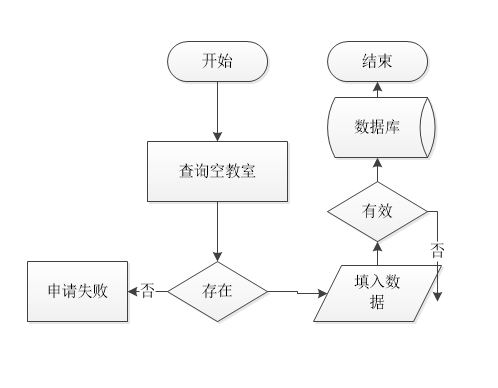 开始
结束
数据库
查询空教室
有效
否
申请失败
否
存在
填入数
据